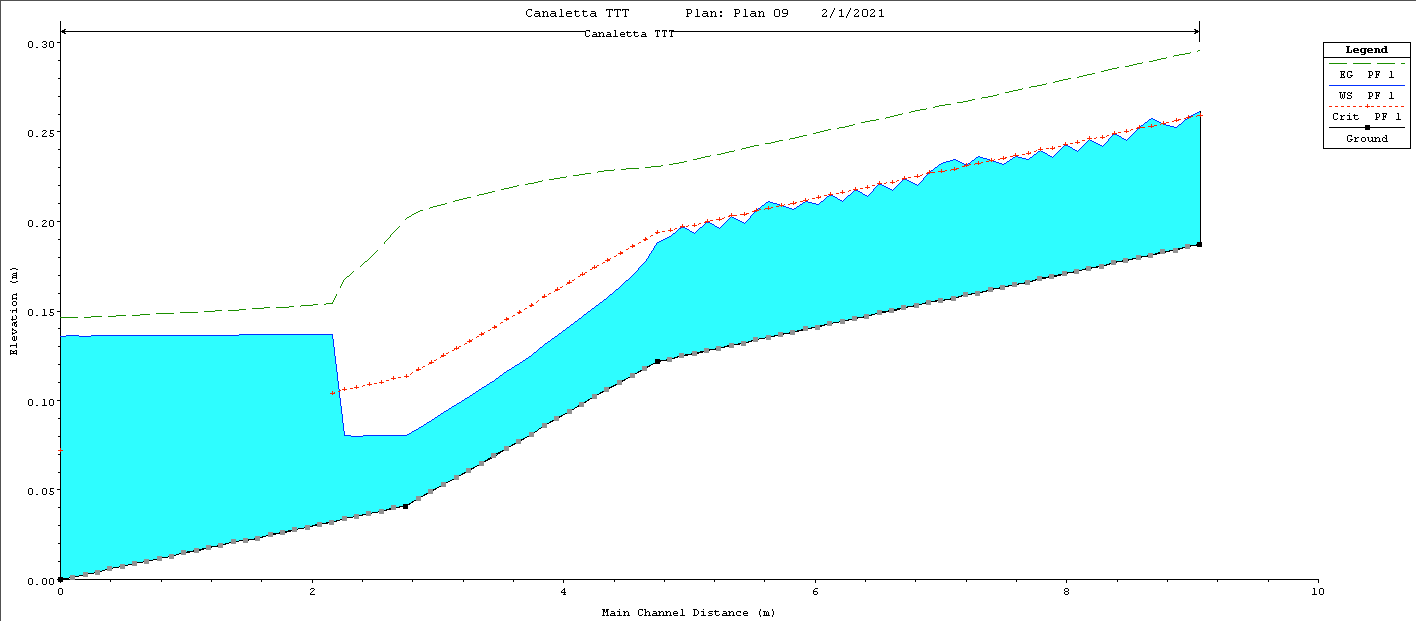 Canaletta TTT Plan: Plan 09 2/1/2021
Canaletta TTT
0.30
0.25
0.20
0.15
0.10
0.05
0.00
Elevation (m)
0 2 4 6 8 10
Main Channel Distance (m)
Legend
EG PF 1
WS PF 1
Crit PF 1
Ground